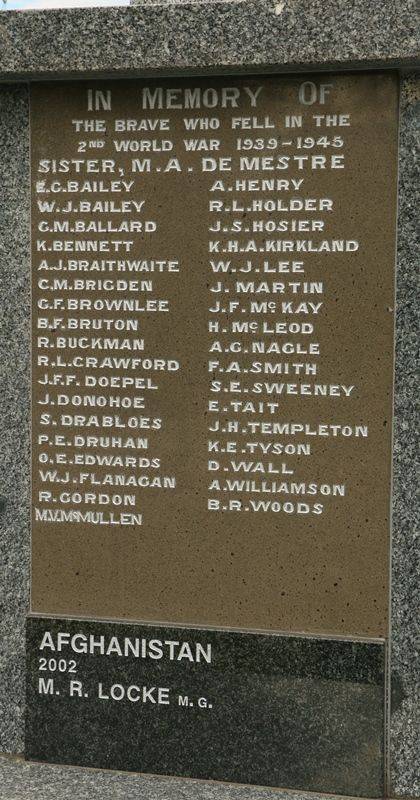 IN MEMORY OF
THE BRAVE WHO FELL IN THE
2ND WORLD WAR 1939-1945
SISTER, M.A. DE MESTRE
E.G.BAILEY
W.J.BAILEY
C.M.BALLARD
K.BENNETT
A.J.BRAITHWAITE
C.M.BRIGDEN
G.F.BROWNLEE
B.F.BRUTON
R.BUCKMAN
R.L.CRAWFORD
J.F.F.DOEPEL
J.DONOHOE
S.DRABLOES
P.E.DRUHAN
O.E.EDWARDS
W.J.FLANAGAN
R.GORDON
M.V.McMULLEN
A.HENRY
R.L.HOLDER
J.S.HOSIER
K.H.A.KIRKLAND
W.J.LEE
J.MARTIN
J.F.McKAY
H.McLEOD
A.G.NAGLE
F.A.SMITH
S.E.SWEENEY
E.TAIT
J.H.TEMPLETON
K.E.TYSON
D.WALL
A.WILLIAMSON
B.R.WOODS
AFGHANISTAN
2002
M. R. LOCKE M. G.